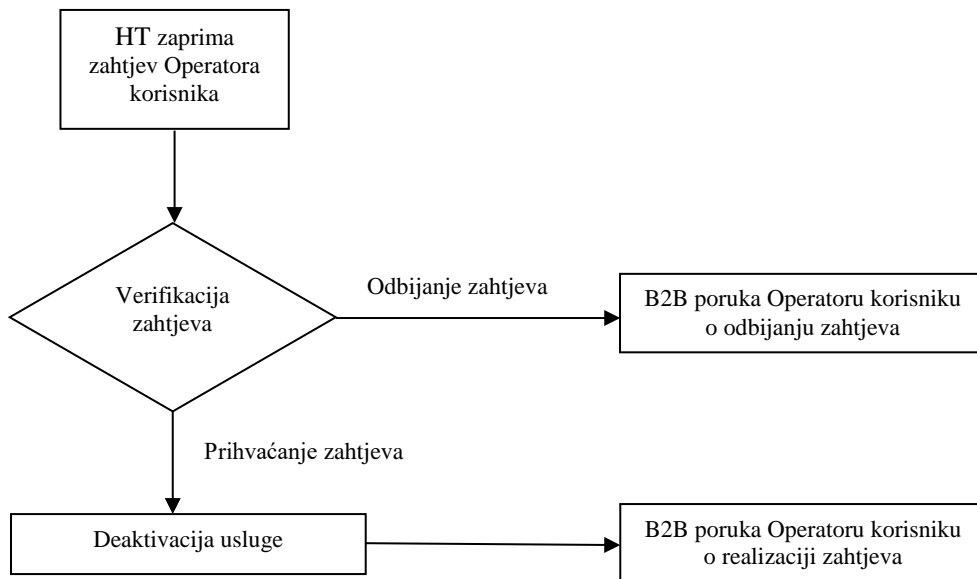 HT zaprima
zahtjev Operatora
korisnika
Verifikacija
zahtjeva
Odbijanje zahtjeva
B2B poruka Operatoru korisniku
o odbijanju zahtjeva
Prihvaćanje zahtjeva
Deaktivacija usluge
B2B poruka Operatoru korisniku
o realizaciji zahtjeva